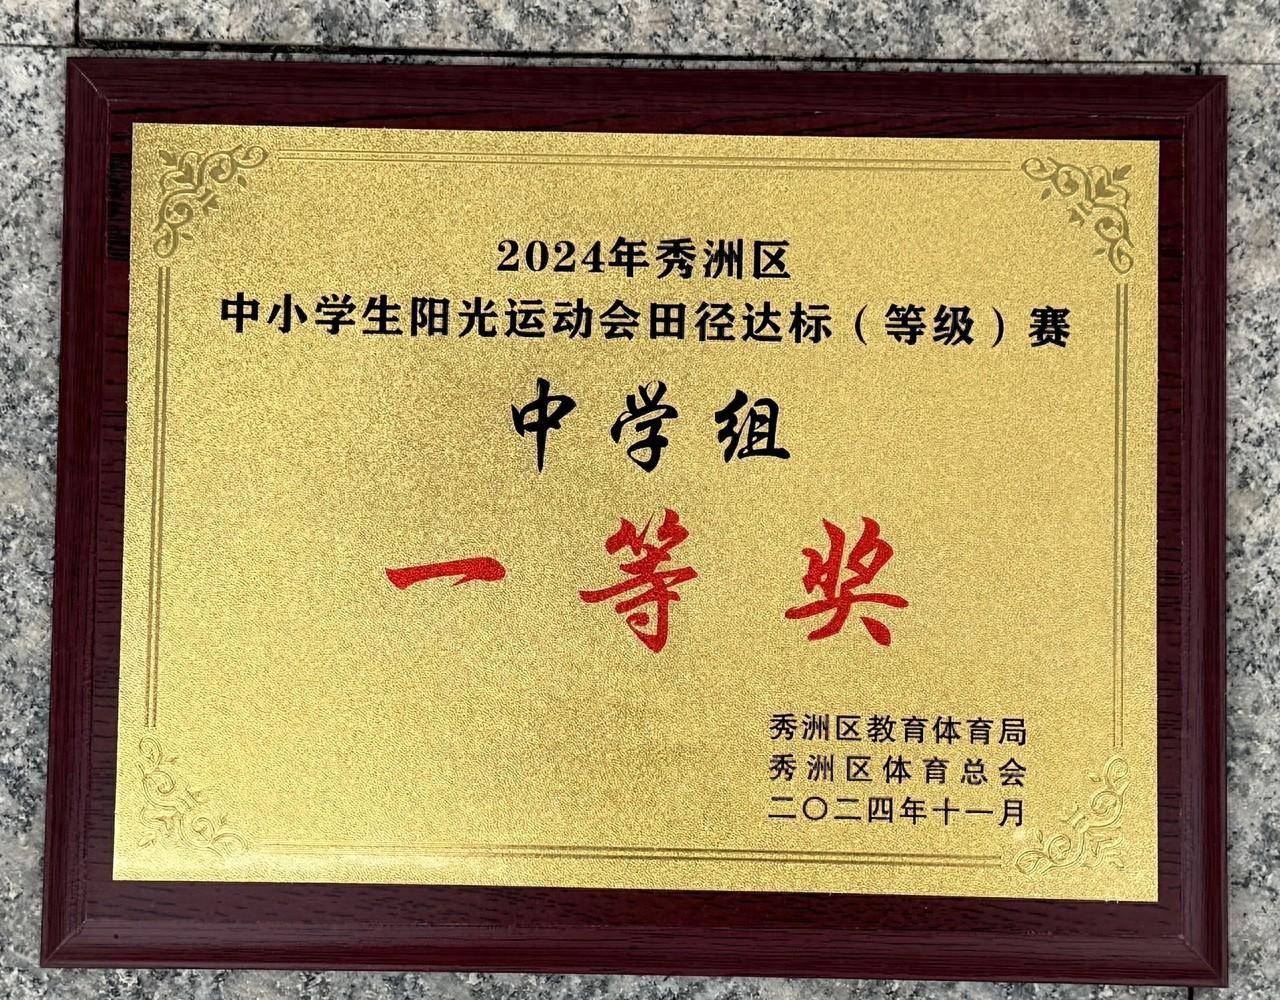 2024年秀洲区
中小学生阳光运动会田径达标（等级）赛
中学组
一等奖
秀洲区教育体育局
秀洲区体育总会
二〇二四年十一月